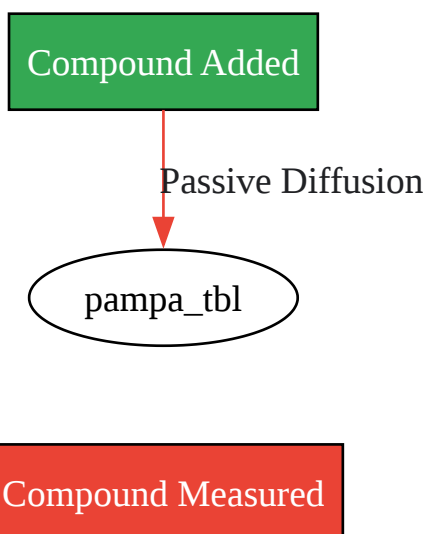 Compound Added
Passive Diffusion
pampa_tbl
Compound Measured